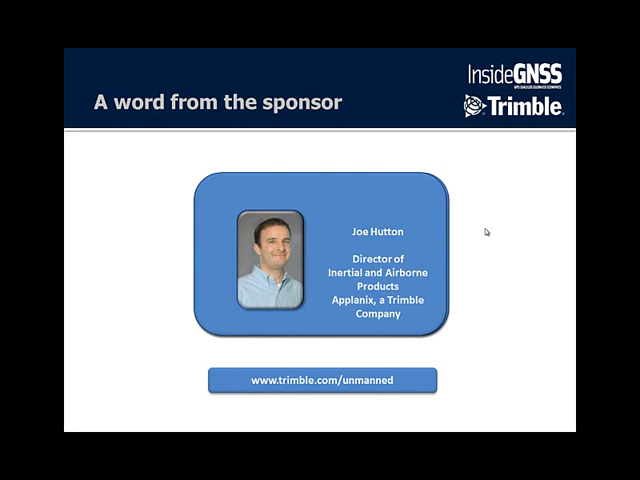 InsideGNSS
A word from the sponsor
Trimble
Joe Hutton
Director of
Inertial and Airborne
Products
Applanix, a Trimble
Company
www.trimble.com/unmanned